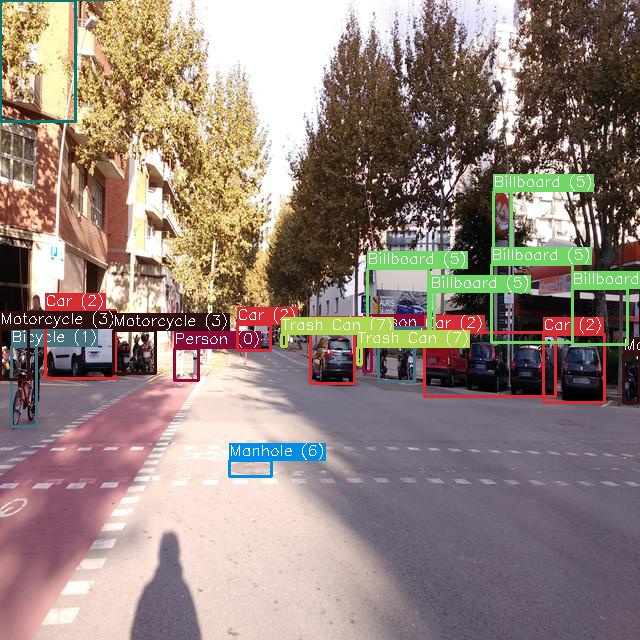 Billboard (5)
Billboard (5)
Billboard (5)
Billboard (5)
Billboard
Car (2)
Car (2)
Motorcycle (3)
Motorcycle (3)
Trash Can (7)
Car (2)
Car (2)
Bicycle (1)
Person (0)
Trash Can (7)
Manhole (6)
P
AURIS